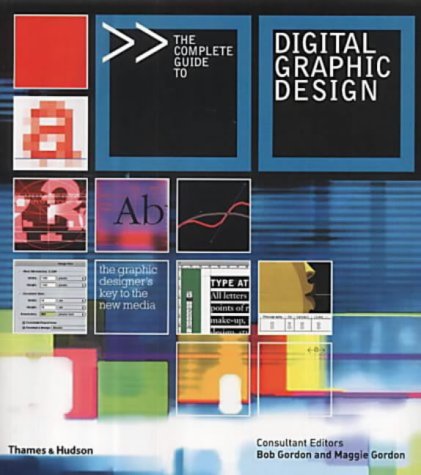 THE
COMPLETE
GUIDE
TO
DIGITAL
GRAPHIC
DESIGN
a
Ab
the graphic
designer's
key to the
new media
TYPE AT
All letters
points of r
make-up,
Thames & Hudson
Consultant Editors
Bob Gordon and Maggie Gordon